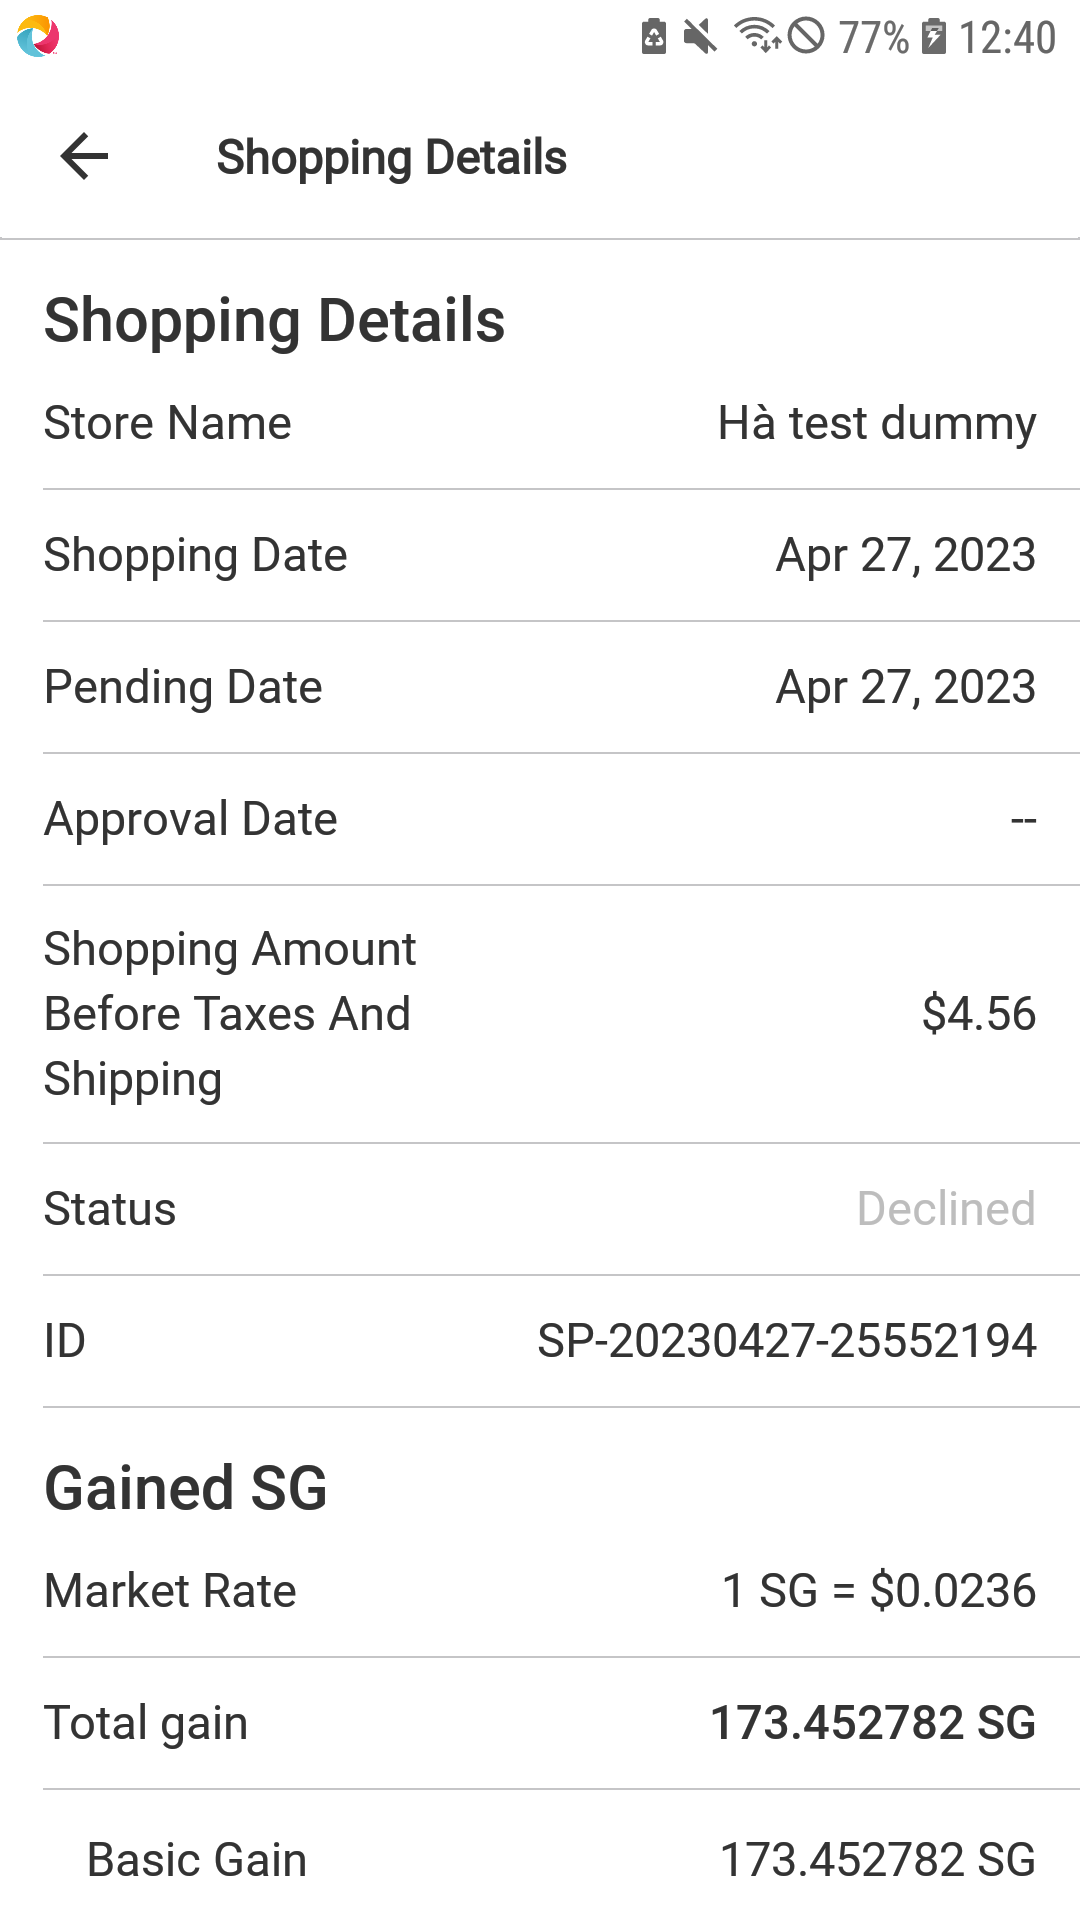 77% 12:40
Shopping Details
Shopping Details
Store Name Hà test dummy
Shopping Date Apr 27, 2023
Pending Date Apr 27, 2023
Approval Date --
Shopping Amount
Before Taxes And $4.56
Shipping
Status Declined
ID SP-20230427-25552194
Gained SG
Market Rate 1 SG = $0.0236
Total gain 173.452782 SG
Basic Gain 173.452782 SG